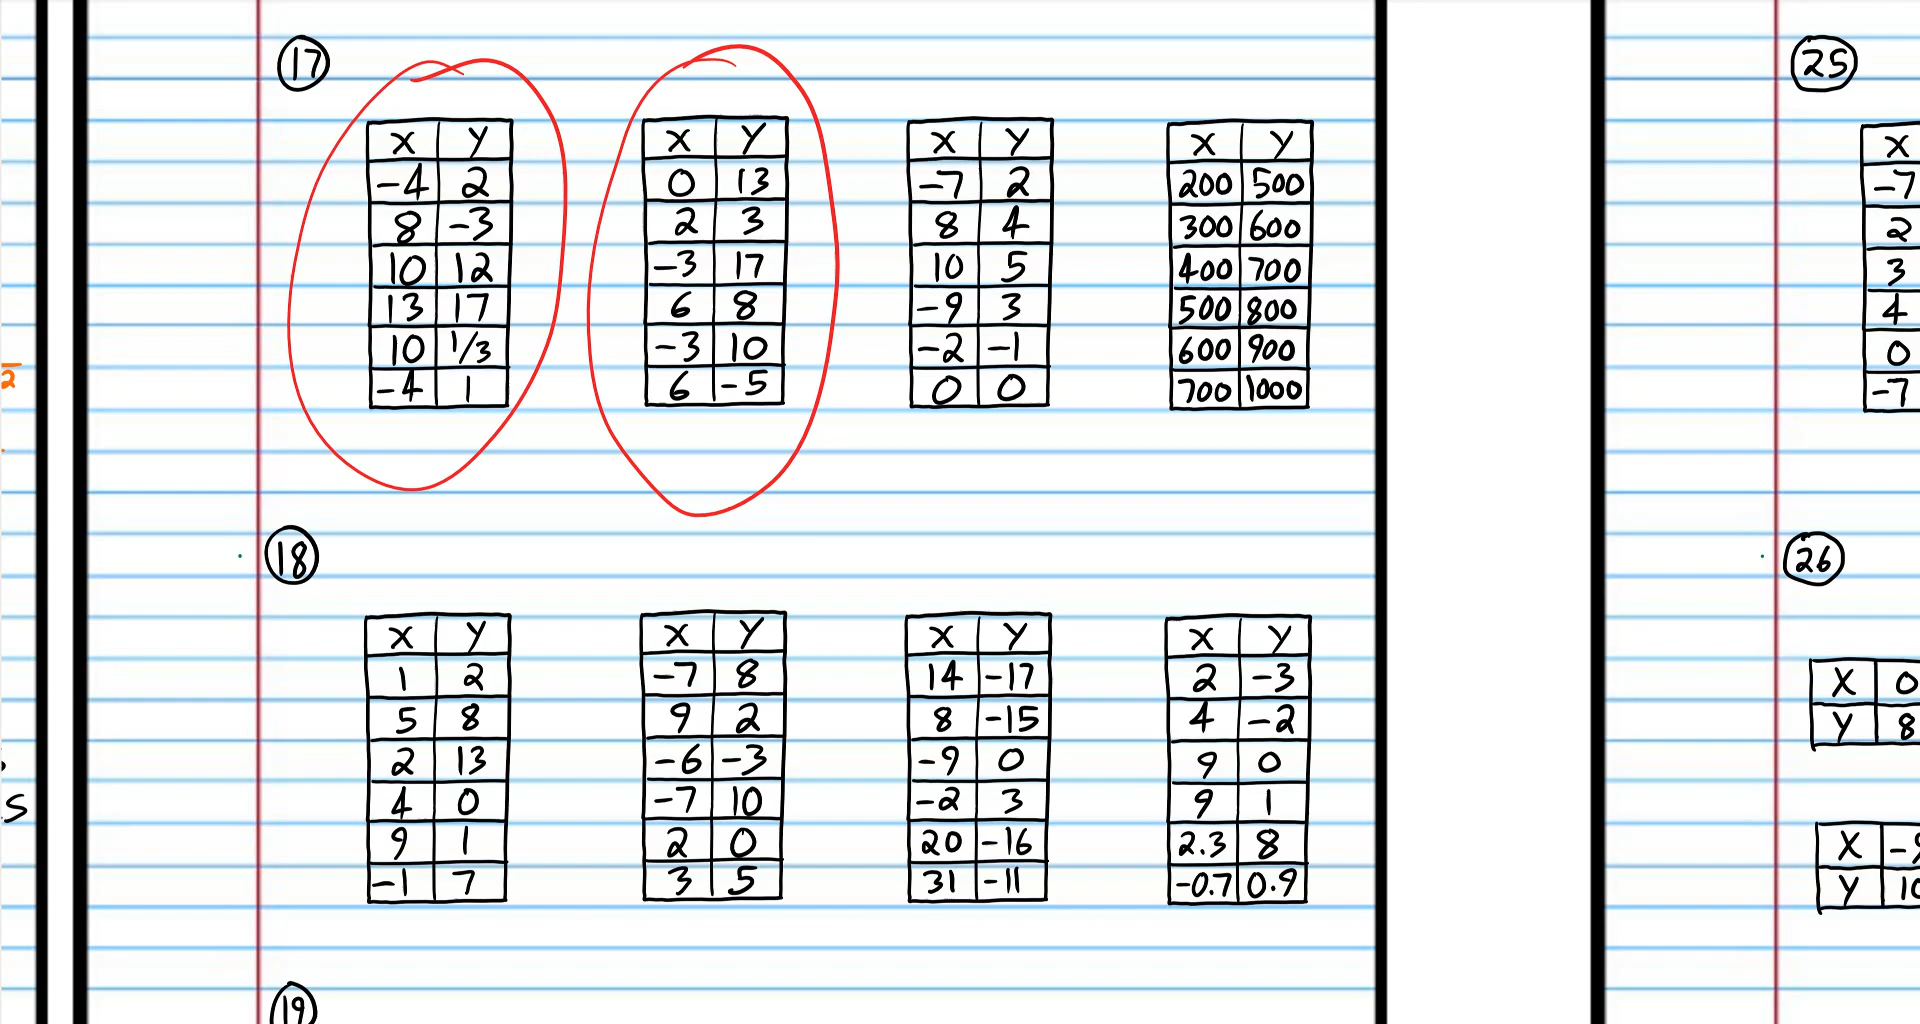 17
25
X Y X Y X Y X Y X
-4 2 0 13 -7 2 200 500 -7
8 -3 2 3 8 4 300 600 2
10 12 -3 17 10 5 400 700 3
13 17 6 8 -9 3 500 800 4
10 1/3 -3 10 -2 -1 600 900 0
-4 1 6 -5 0 0 700 1000 -7
2
18
26
X Y X Y X Y X Y
1 2 -7 8 14 -17 2 -3 X 0
5 8 9 2 8 -15 4 -2 Y 8
2 13 -6 -3 -9 0 9 0
4 0 -7 10 -2 3 9 1
9 1 2 0 20 -16 2.3 8 X
-1 7 3 5 31 -11 -0.7 0.9 Y
S
19